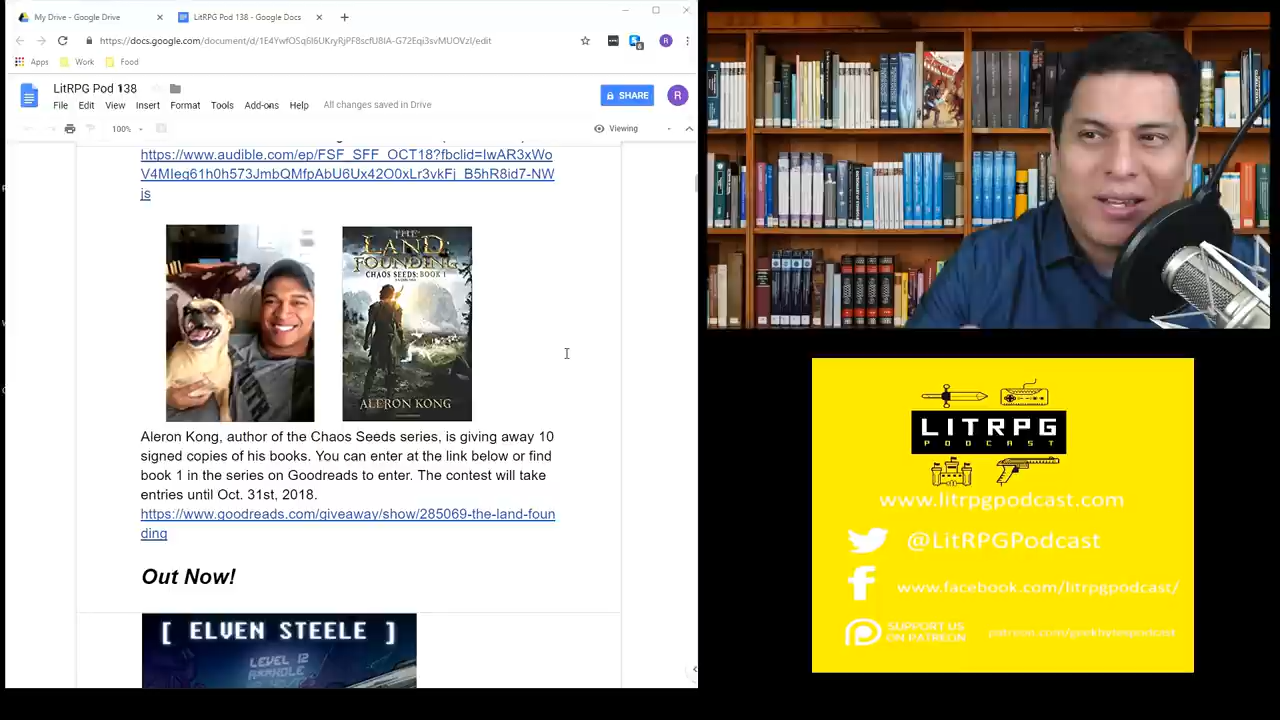 My Drive - Google Drive
LitRPG Pod 138 - Google Docs
https://docs.google.com/document/d/1E4YwfOSq6I6UKryRjPF8scfU8IA-G72Eqi3svMUOVzI/edit
R
Apps
Work
Food
LitRPG Pod 138
File Edit View Insert Format Tools Add-ons Help
All changes saved in Drive
SHARE
R
100%
Viewing
https://www.audible.com/ep/FSF_SFF_OCT18?fbclid=IwAR3xWo
V4MIeg61h0h573JmbQMfpAbU6Ux42O0xLr3vkFj_B5hR8id7-NW
js
THE
LAND:
FOUNDING
CHAOS SEEDS: BOOK 1
ALERON KONG
Aleron Kong, author of the Chaos Seeds series, is giving away 10
signed copies of his books. You can enter at the link below or find
book 1 in the series on Goodreads to enter. The contest will take
entries until Oct. 31st, 2018.
https://www.goodreads.com/giveaway/show/285069-the-land-foun
ding
Out Now!
[ ELVEN STEELE ]
LEVEL 12
ASSHOLE
LITRPG
PODCAST
www.litrpgpodcast.com
@LitRPGPodcast
www.facebook.com/litrpgpodcast/
SUPPORT US
ON PATREON
patreon.com/geekbytespodcast